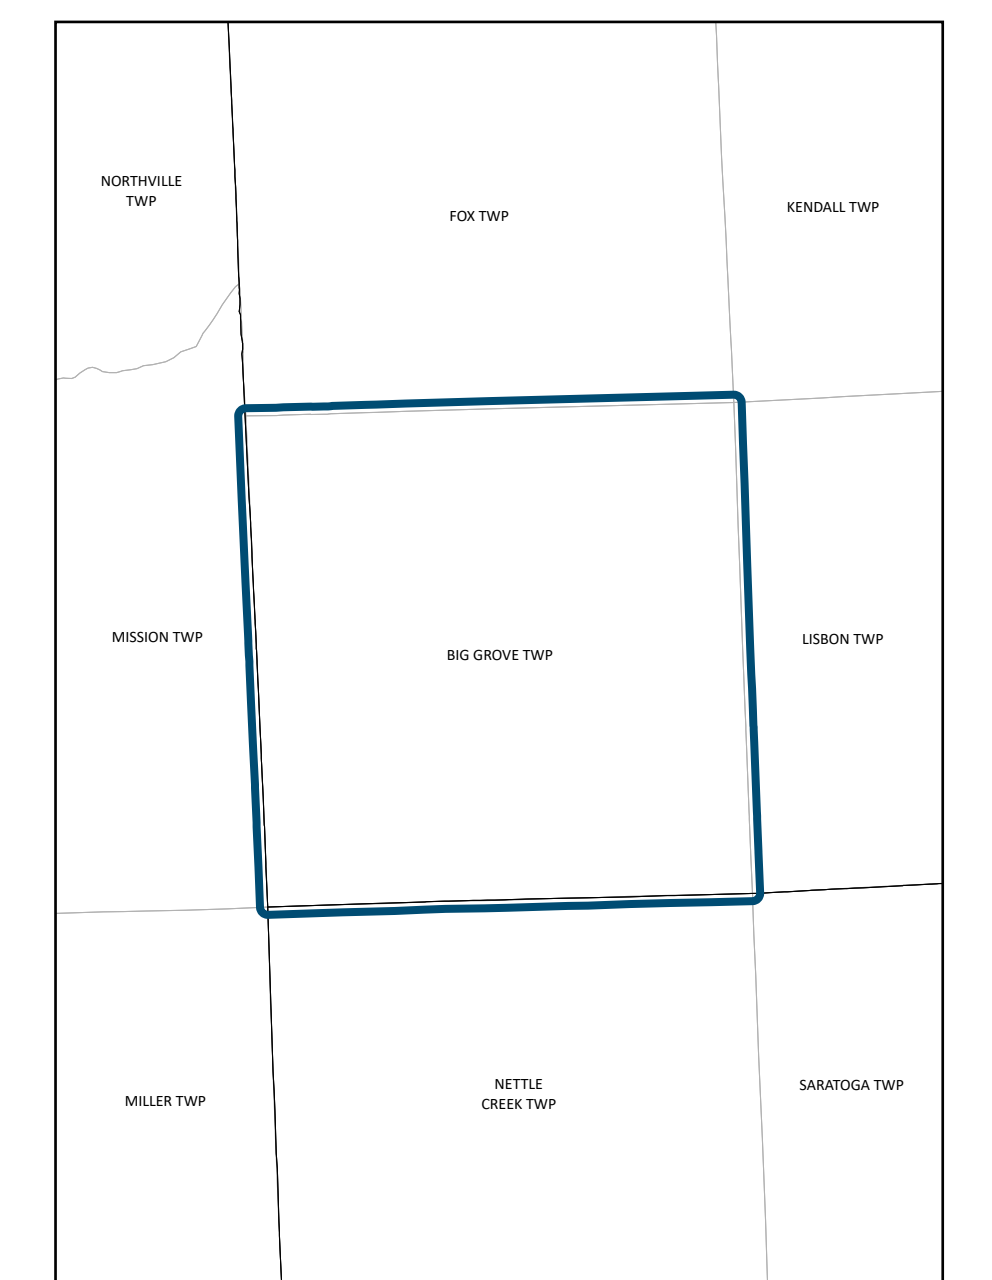 NORTHVILLE
TWP
FOX TWP
KENDALL TWP
MISSION TWP
BIG GROVE TWP
LISBON TWP
MILLER TWP
NETTLE
CREEK TWP
SARATOGA TWP